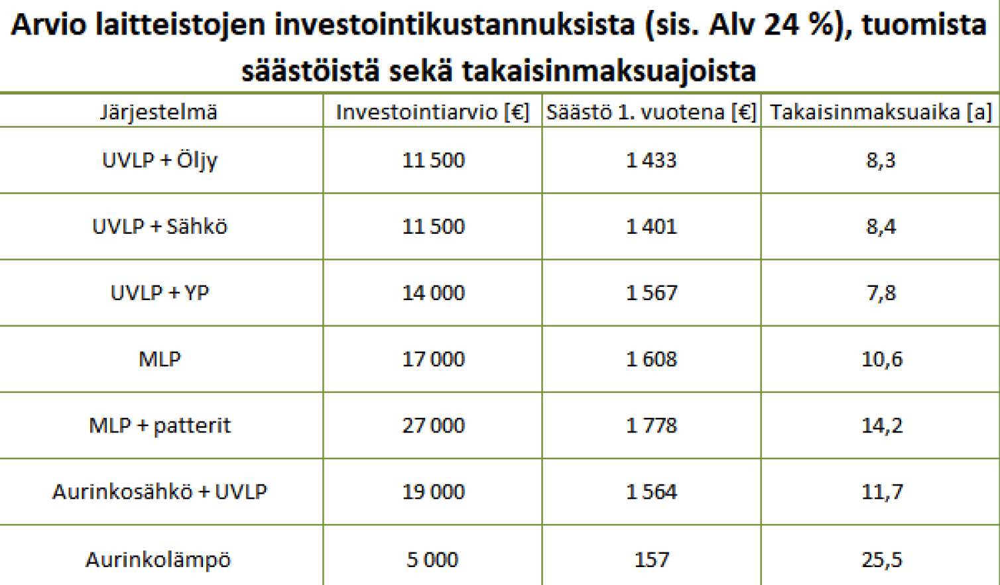 Arvio laitteistojen investointikustannuksista (sis. Alv 24 %), tuomista
säästöistä sekä takaisinmaksuajoista
Järjestelmä Investointiarvio [€] Säästö 1. vuotena [€] Takaisinmaksuaika [a]
UVLP + Öljy 11 500 1 433 8,3
UVLP + Sähkö 11 500 1 401 8,4
UVLP + YP 14 000 1 567 7,8
MLP 17 000 1 608 10,6
MLP + patterit 27 000 1 778 14,2
Aurinkosähkö + UVLP 19 000 1 564 11,7
Aurinkolämpö 5 000 157 25,5